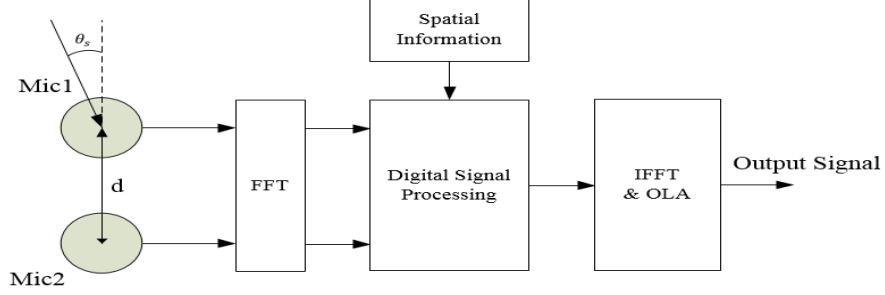 Spatial
Information
θs
Mic1
d
Mic2
FFT
Digital Signal
Processing
IFFT
& OLA
Output Signal